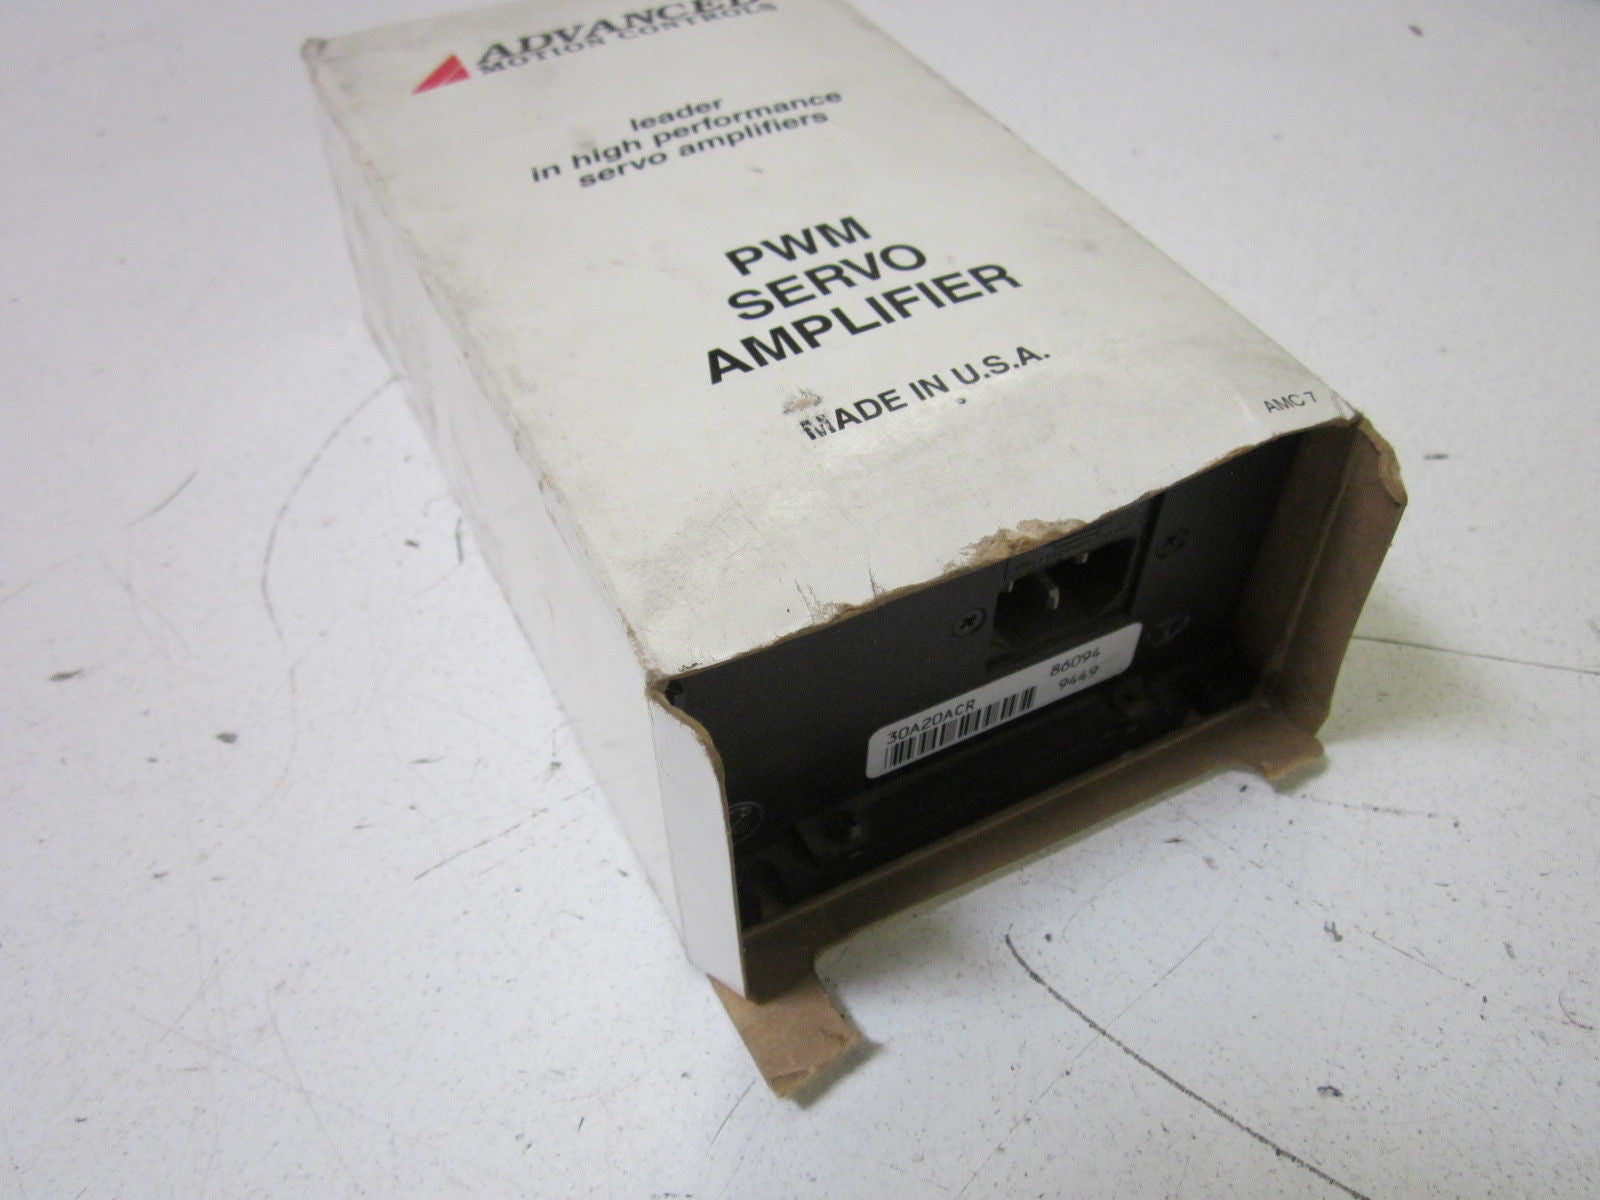 ADVANCED
MOTION CONTROLS
leader
in high performance
servo amplifiers
PWM
SERVO
AMPLIFIER
MADE IN U.S.A.
AMC 7
30A20ACR
86094
9449